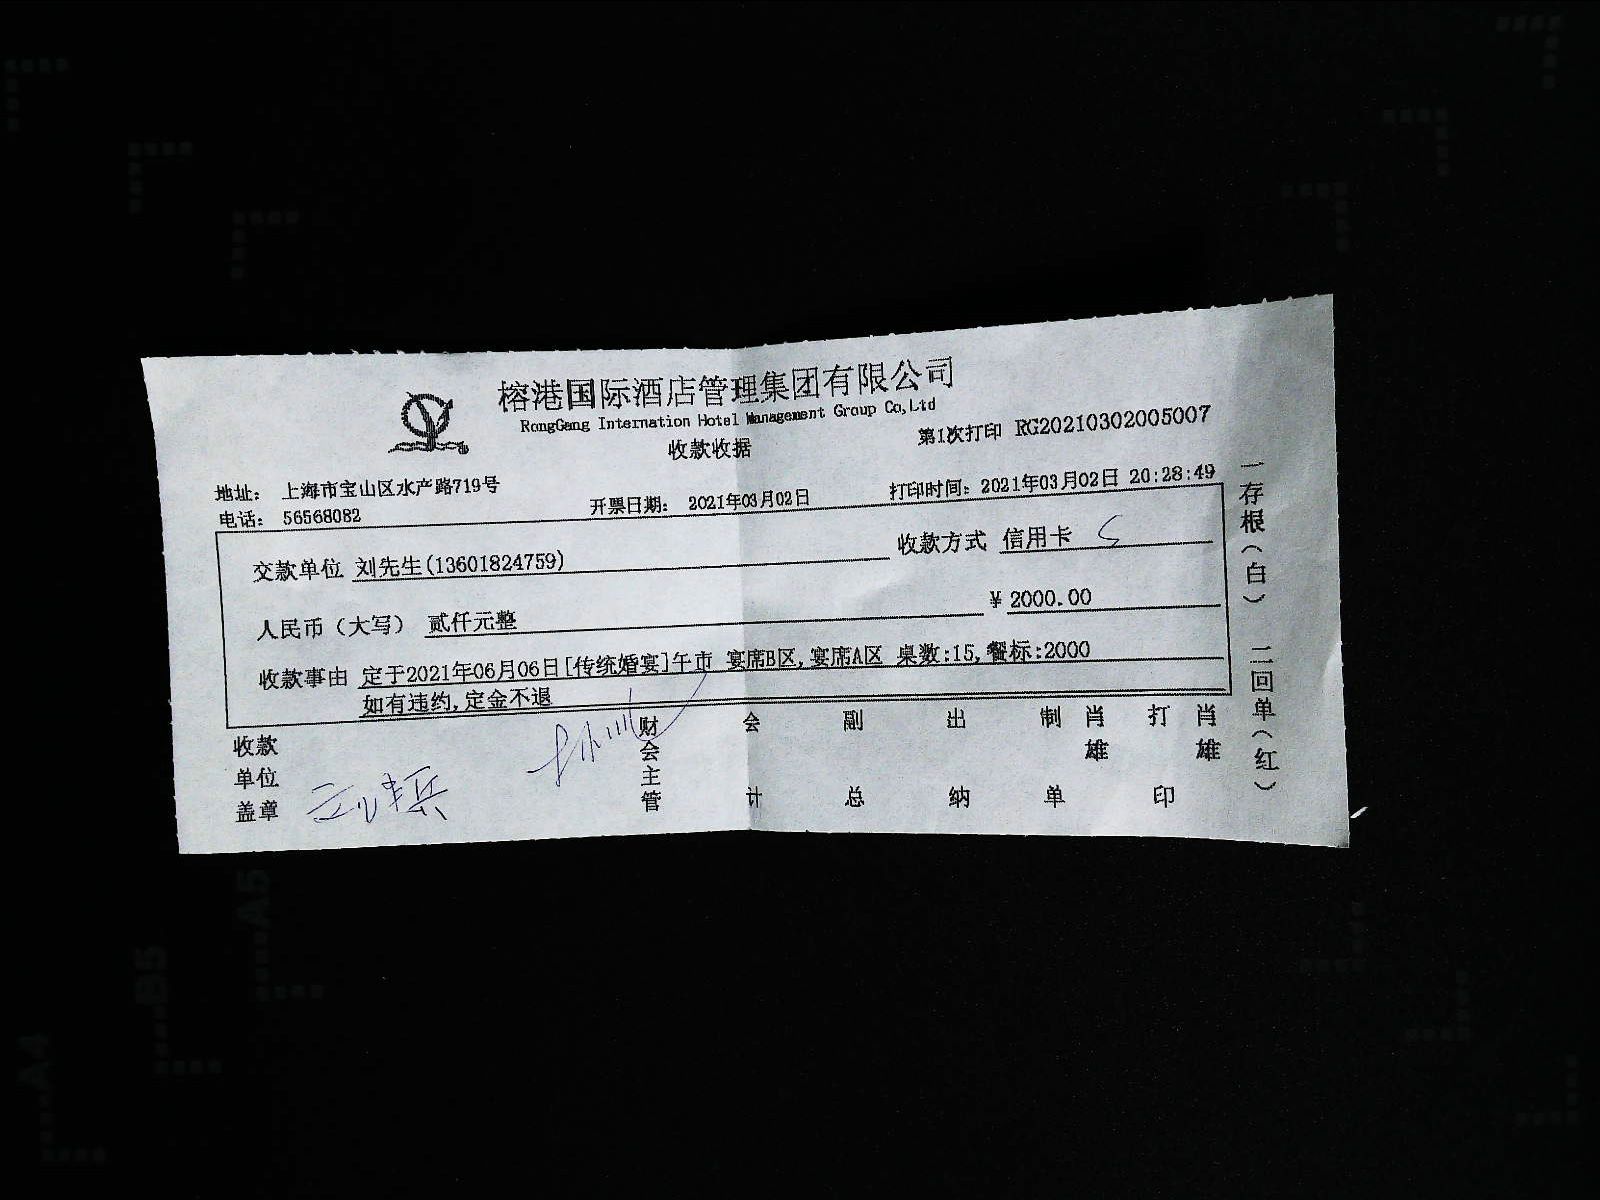 榕港国际酒店管理集团有限公司
RongGang Internation Hotel Management Group Co,Ltd
收款收据
第1次打印 RG20210302005007
地址： 上海市宝山区水产路719号
电话： 56568082
开票日期： 2021年03月02日
打印时间：2021年03月02日 20:28:49
交款单位 刘先生(13601824759)
收款方式 信用卡
人民币（大写） 贰仟元整
¥ 2000.00
收款事由 定于2021年06月06日[传统婚宴]午市 宴席B区,宴席A区 桌数:15,餐标:2000
如有违约,定金不退
收款
单位
盖章
财会主管
会计
副总
出纳
制单
肖雄
打印
肖雄
一存根（白）
二回单（红）
A5
B5
A4